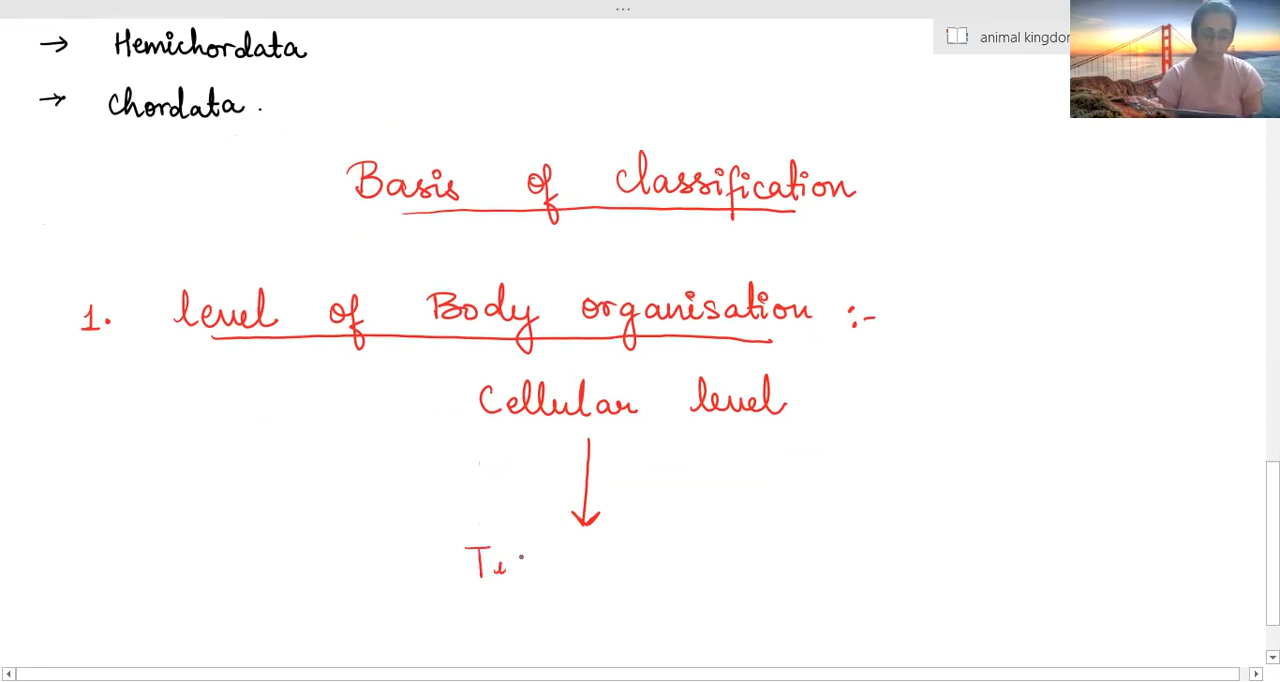 → Hemichordata
animal kingdom
→ Chordata.
Basis of classification
1. level of Body organisation :-
Cellular level